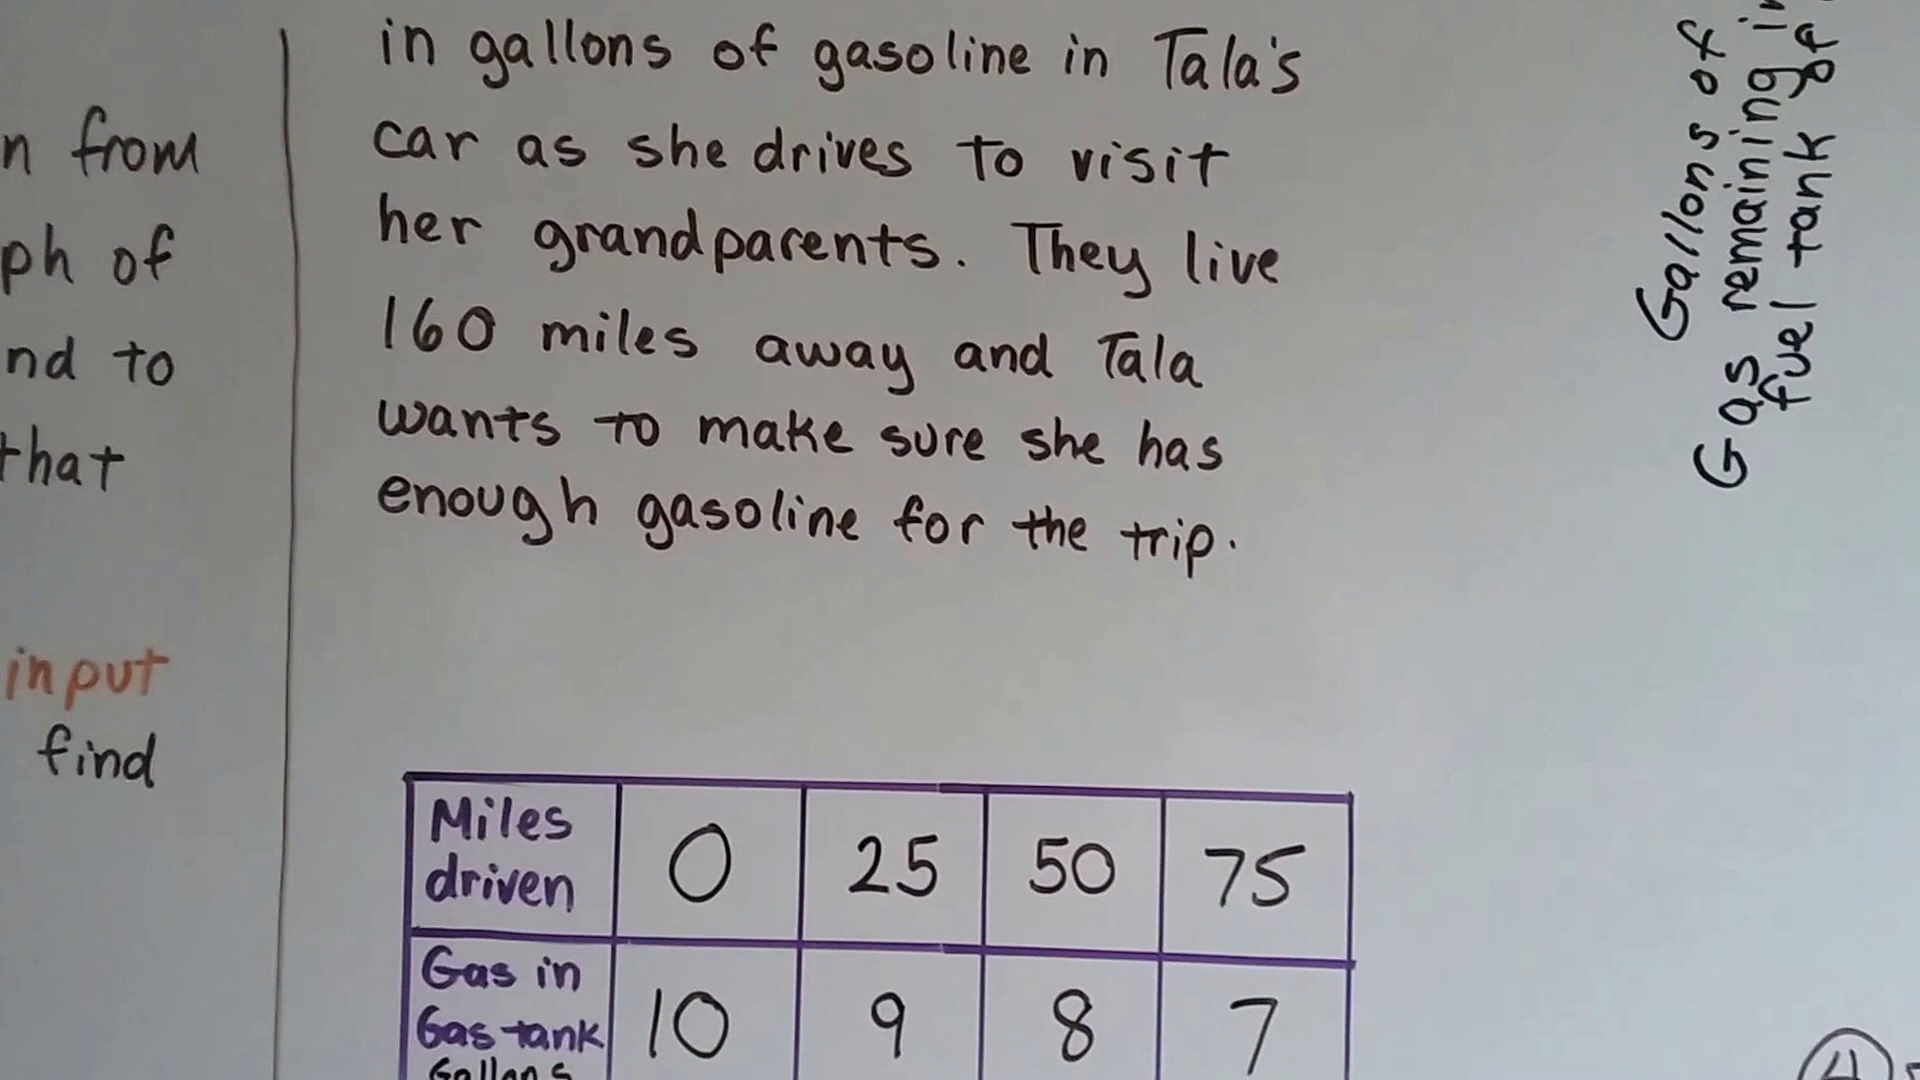 n from
ph of
nd to
that
input
find
in gallons of gasoline in Tala's
car as she drives to visit
her grandparents. They live
160 miles away and Tala
wants to make sure she has
enough gasoline for the trip.
Miles
driven
0 25 50 75
Gas in
Gas tank
Gallons
10 9 8 7
Gallons of
Gas remaining in
fuel tank of
4